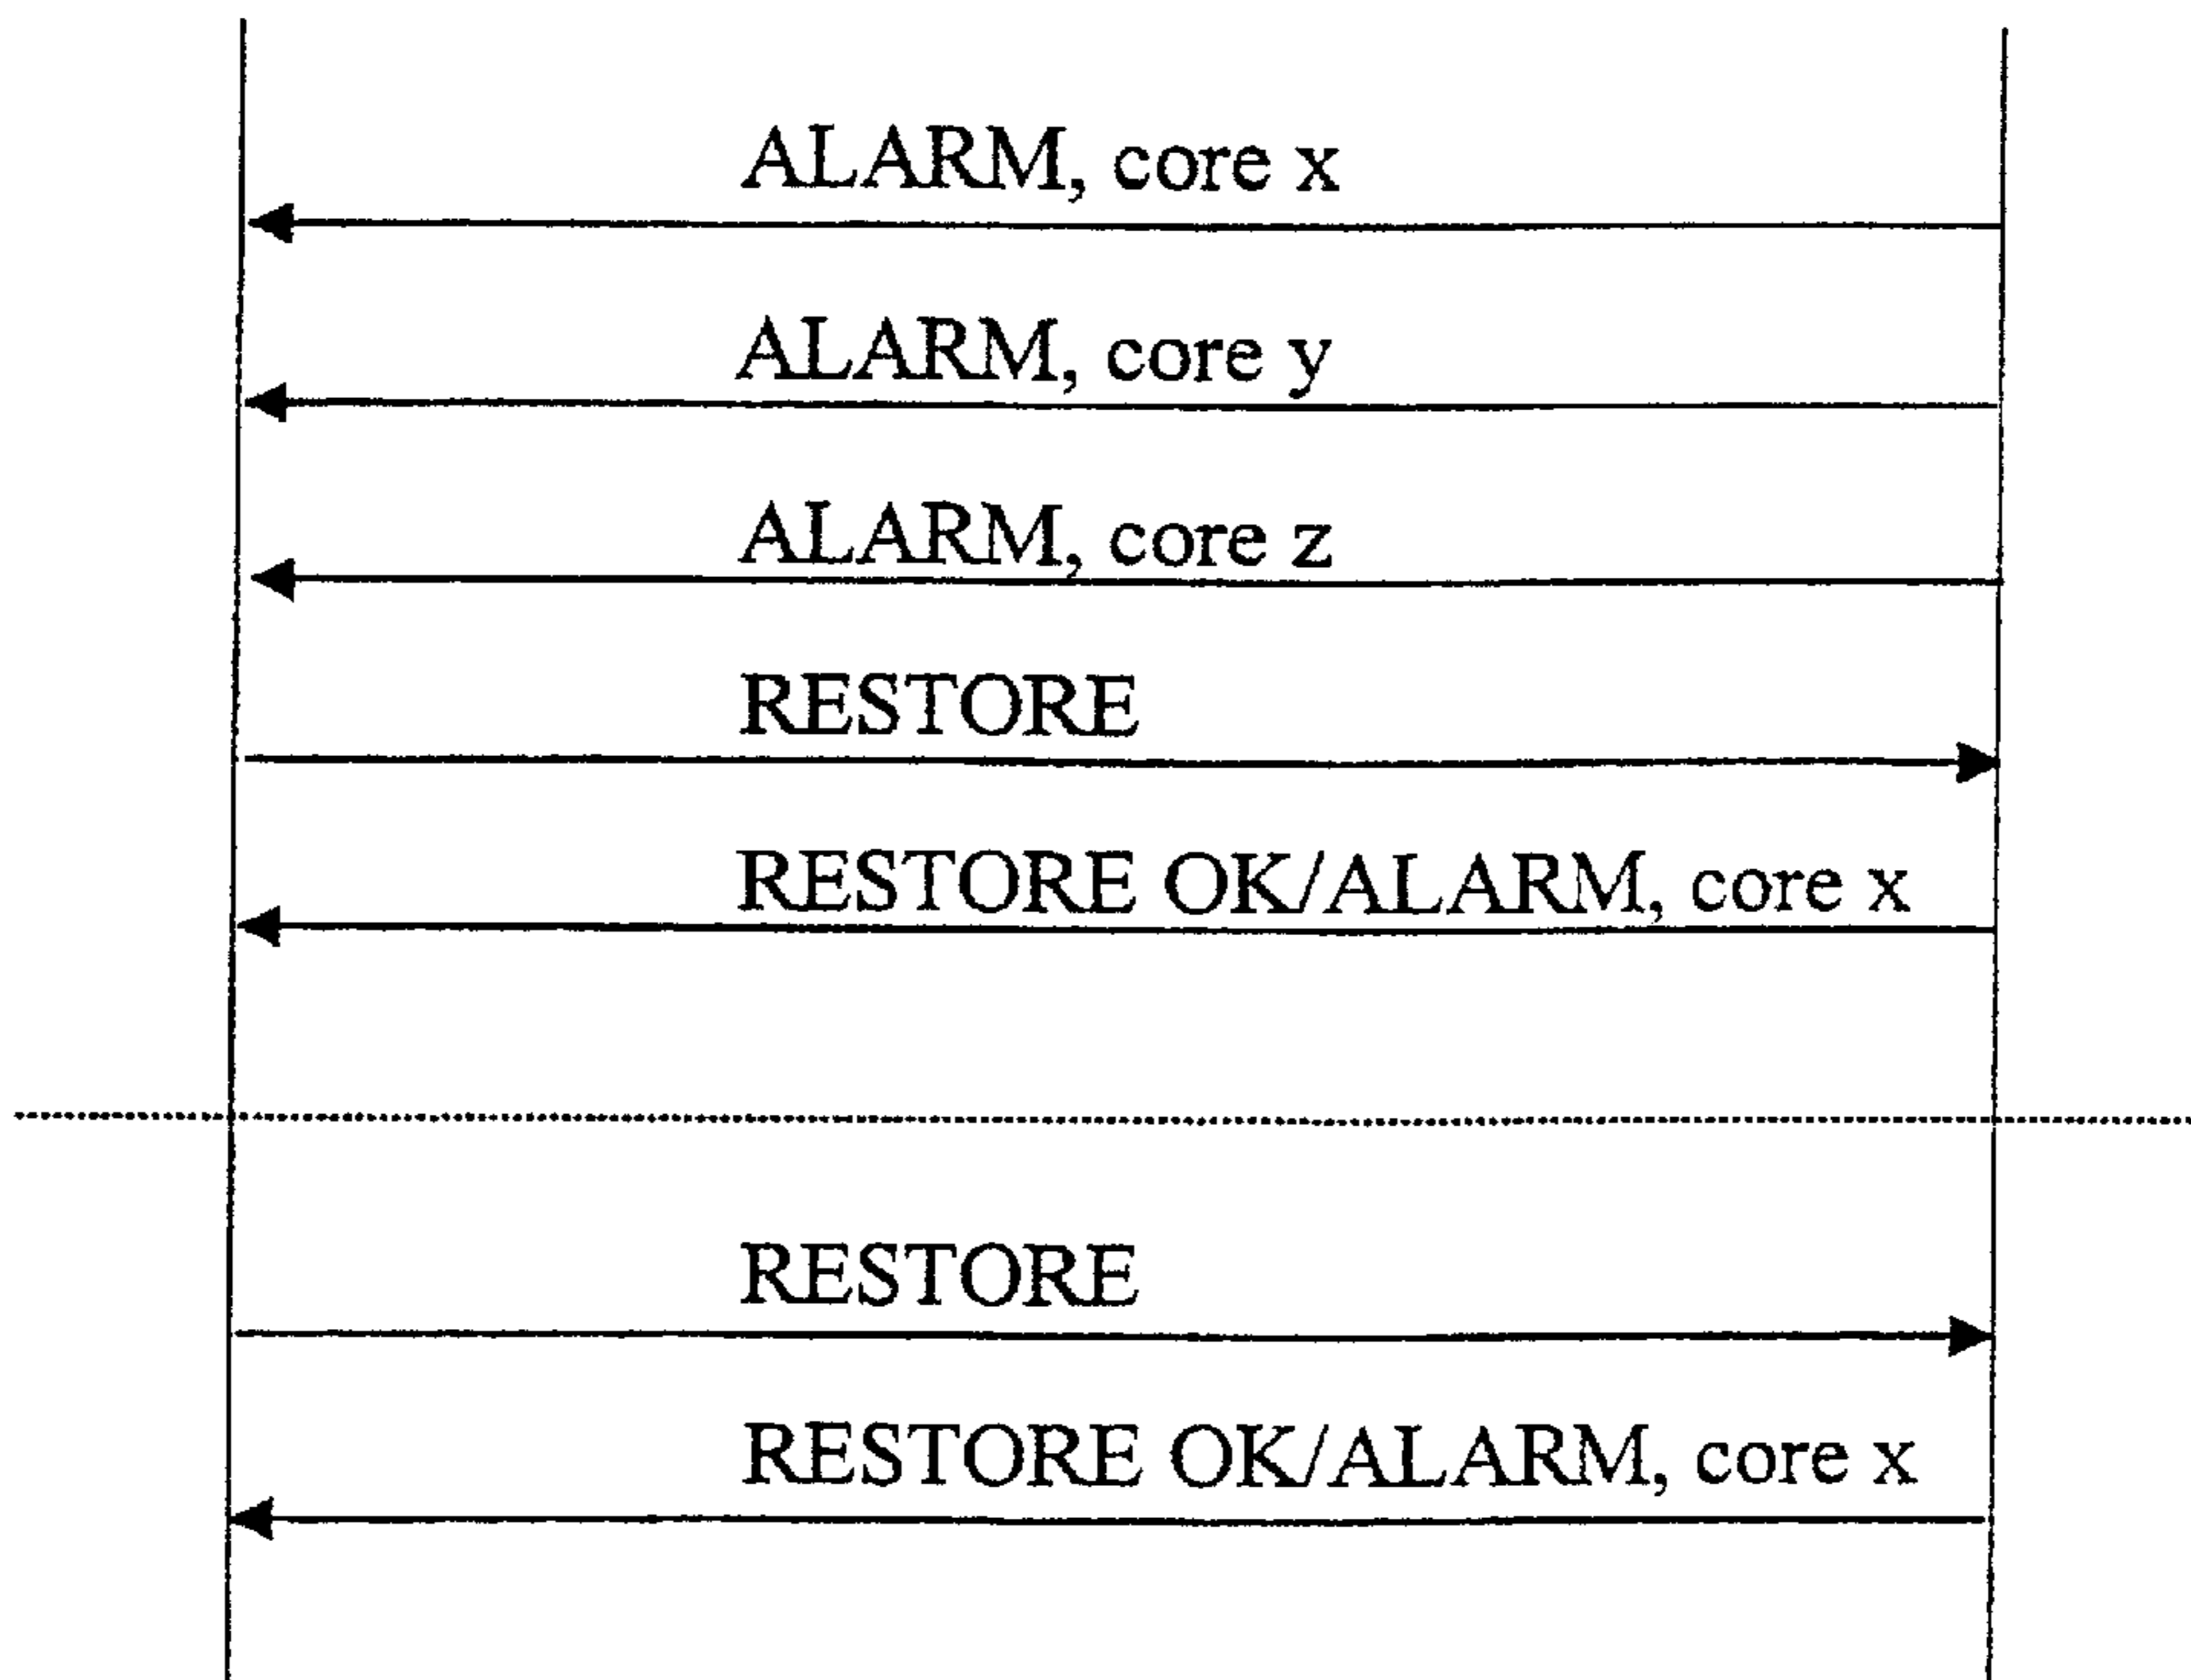 ALARM, core x
ALARM, core y
ALARM, core z
RESTORE
RESTORE OK/ALARM, core x
RESTORE
RESTORE OK/ALARM, core x